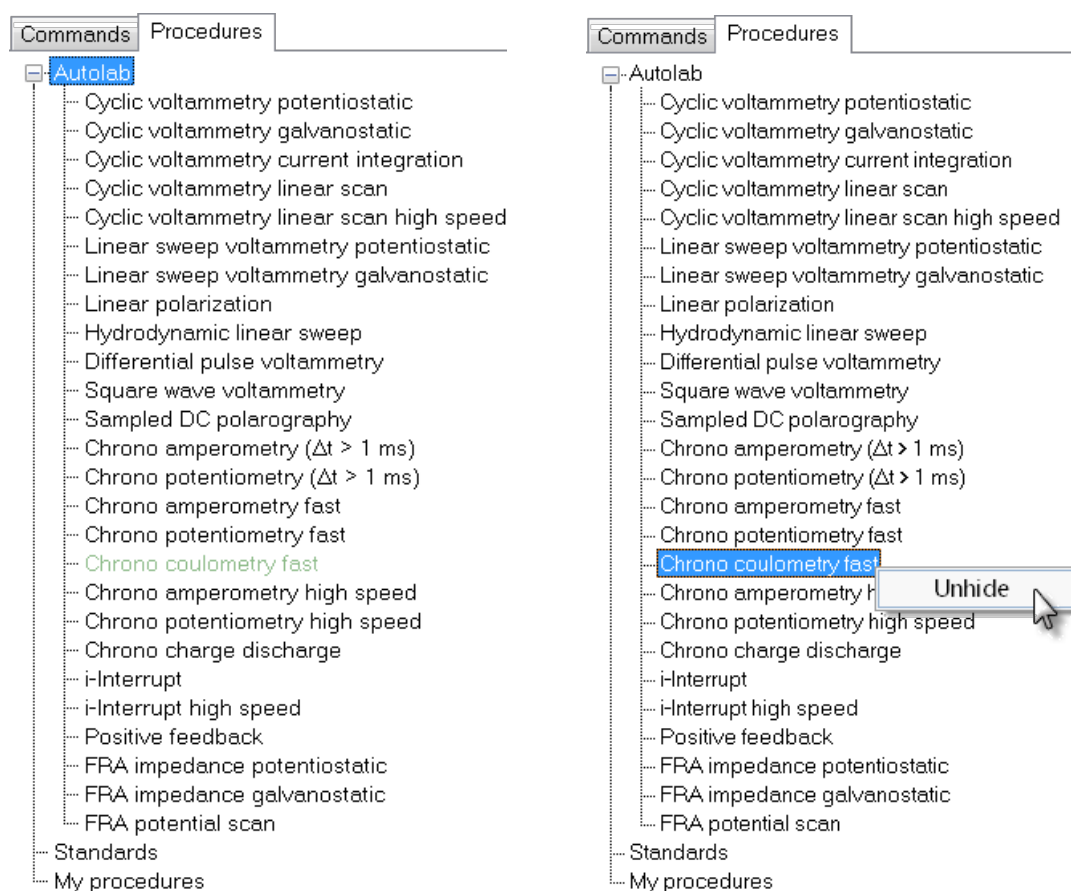 Commands Procedures
Autolab
Cyclic voltammetry potentiostatic
Cyclic voltammetry galvanostatic
Cyclic voltammetry current integration
Cyclic voltammetry linear scan
Cyclic voltammetry linear scan high speed
Linear sweep voltammetry potentiostatic
Linear sweep voltammetry galvanostatic
Linear polarization
Hydrodynamic linear sweep
Differential pulse voltammetry
Square wave voltammetry
Sampled DC polarography
Chrono amperometry (Δt > 1 ms)
Chrono potentiometry (Δt > 1 ms)
Chrono amperometry fast
Chrono potentiometry fast
Chrono coulometry fast
Chrono amperometry high speed
Chrono potentiometry high speed
Chrono charge discharge
i-Interrupt
i-Interrupt high speed
Positive feedback
FRA impedance potentiostatic
FRA impedance galvanostatic
FRA potential scan
Standards
My procedures
Commands Procedures
Autolab
Cyclic voltammetry potentiostatic
Cyclic voltammetry galvanostatic
Cyclic voltammetry current integration
Cyclic voltammetry linear scan
Cyclic voltammetry linear scan high speed
Linear sweep voltammetry potentiostatic
Linear sweep voltammetry galvanostatic
Linear polarization
Hydrodynamic linear sweep
Differential pulse voltammetry
Square wave voltammetry
Sampled DC polarography
Chrono amperometry (Δt > 1 ms)
Chrono potentiometry (Δt > 1 ms)
Chrono amperometry fast
Chrono potentiometry fast
Chrono coulometry fast
Unhide
Chrono amperometry h
Chrono potentiometry high speed
Chrono charge discharge
i-Interrupt
i-Interrupt high speed
Positive feedback
FRA impedance potentiostatic
FRA impedance galvanostatic
FRA potential scan
Standards
My procedures